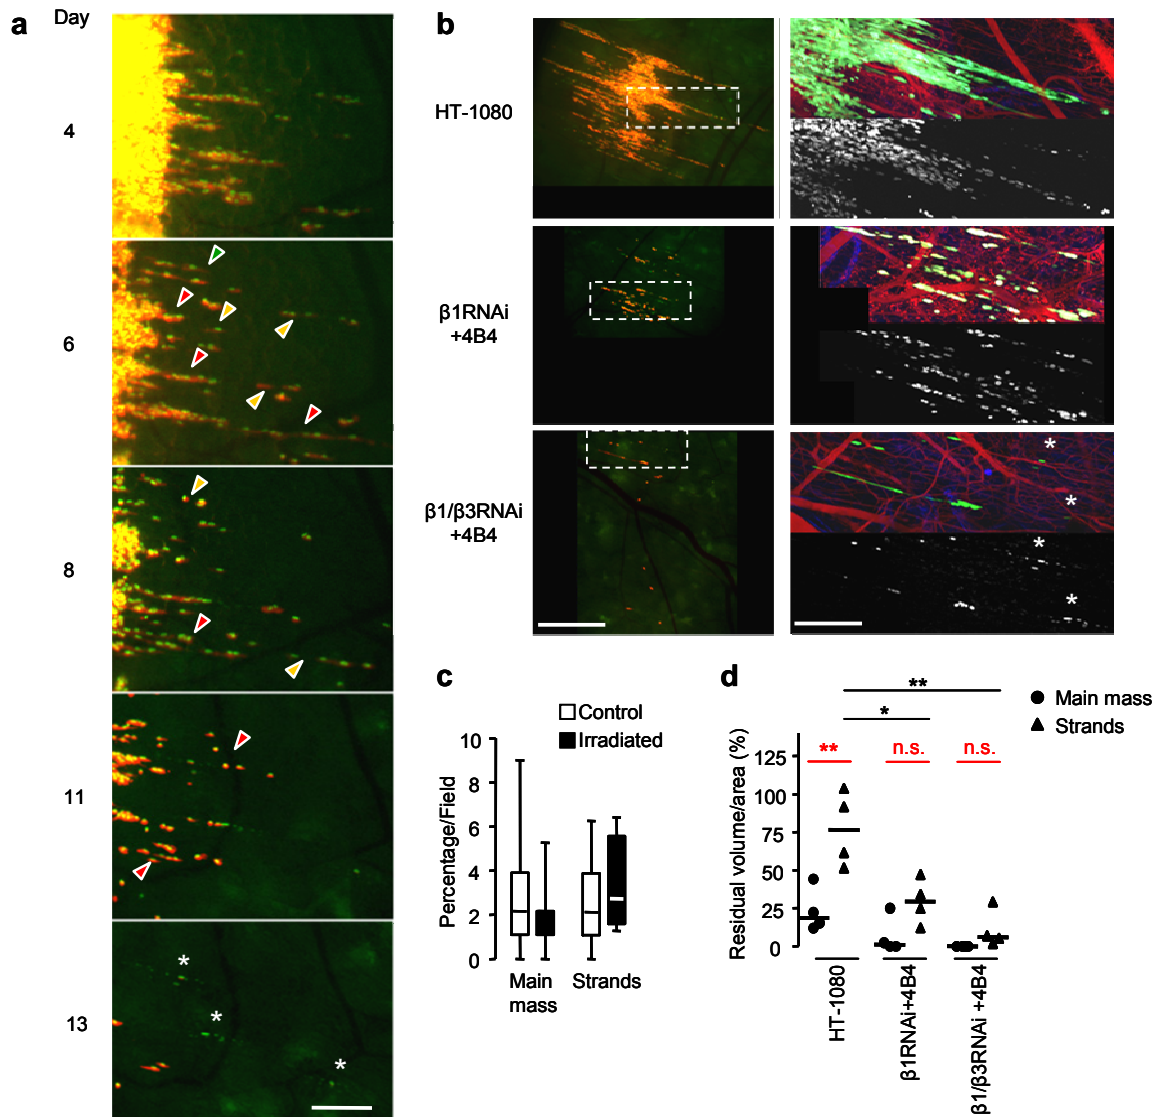 a
Day
4
6
8
11
13
*
*
*
b
HT-1080
β1RNAi
+4B4
β1/β3RNAi
+4B4
*
*
*
*
c
Control
Irradiated
Percentage/Field
10
8
6
4
2
0
Main
mass
Strands
d
**
*
Main mass
Strands
**
n.s.
n.s.
Residual volume/area (%)
125
100
75
50
25
0
HT-1080
β1RNAi+4B4
β1/β3RNAi +4B4